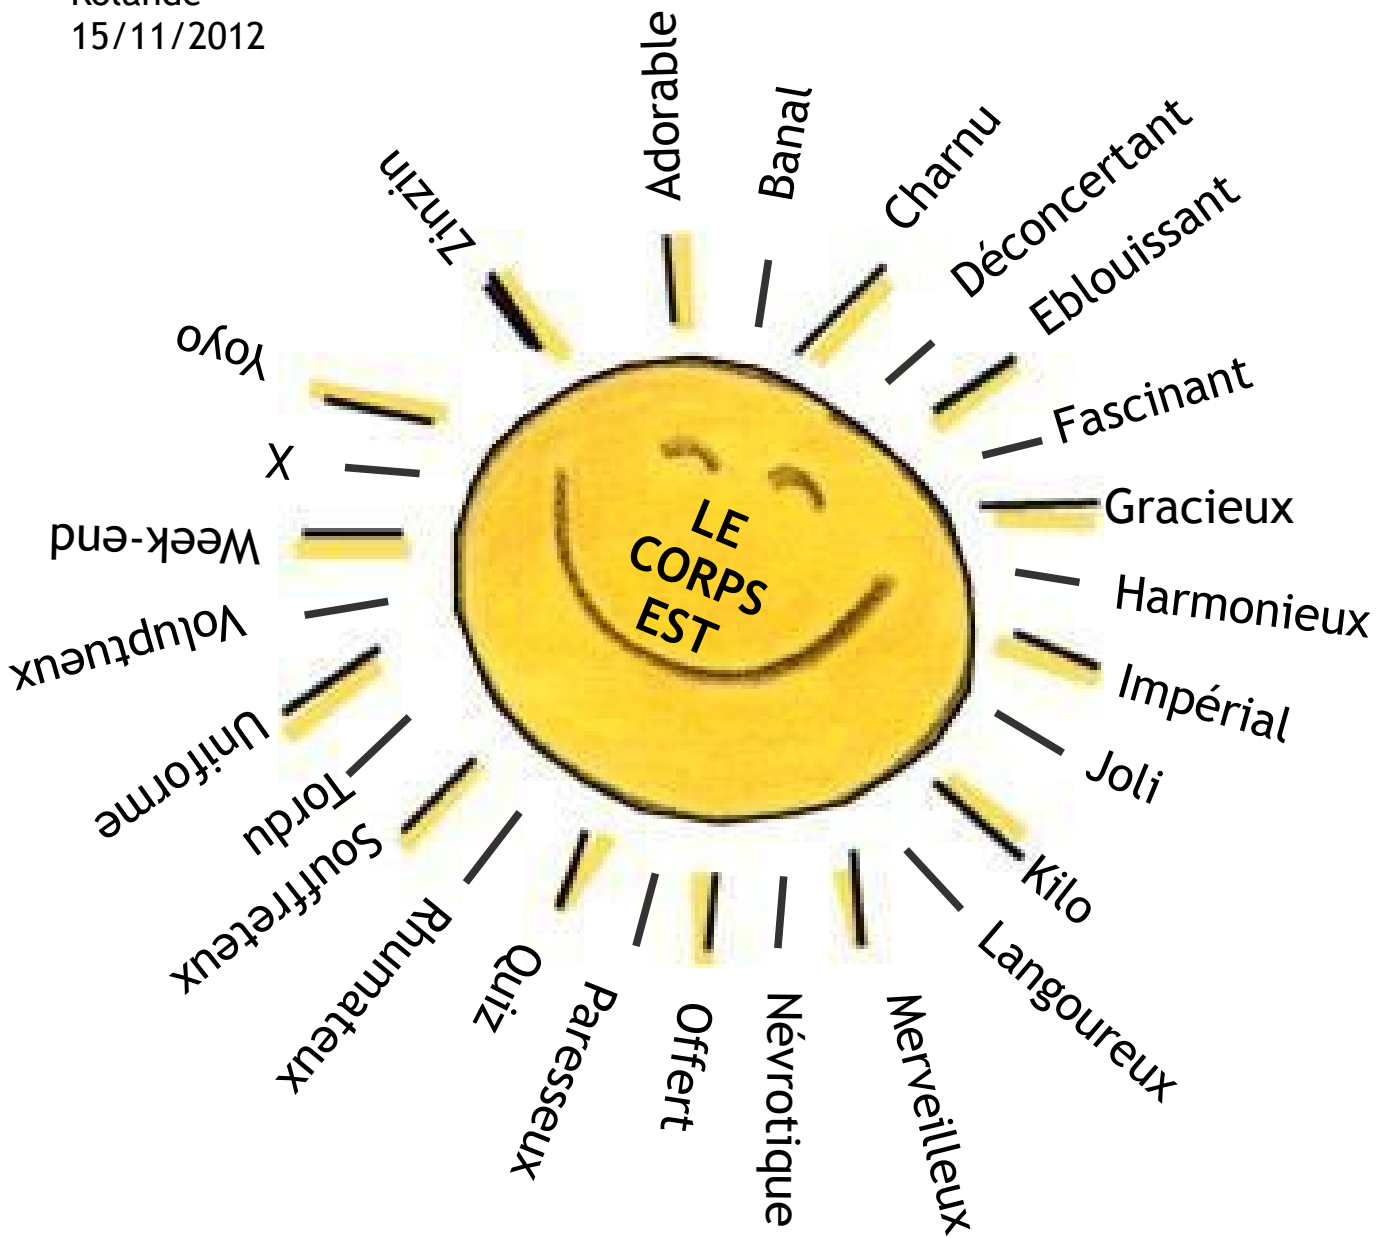 Rolande
15/11/2012
LE
CORPS
EST
Adorable
Banal
Charnu
Déconcertant
Eblouissant
Fascinant
Gracieux
Harmonieux
Impérial
Joli
Kilo
Langoureux
Merveilleux
Névrotique
Offert
Paresseux
Quiz
Rhumateux
Souffreteux
Tordu
Uniforme
Voluptueux
Week-end
X
Yoyo
Zinzin